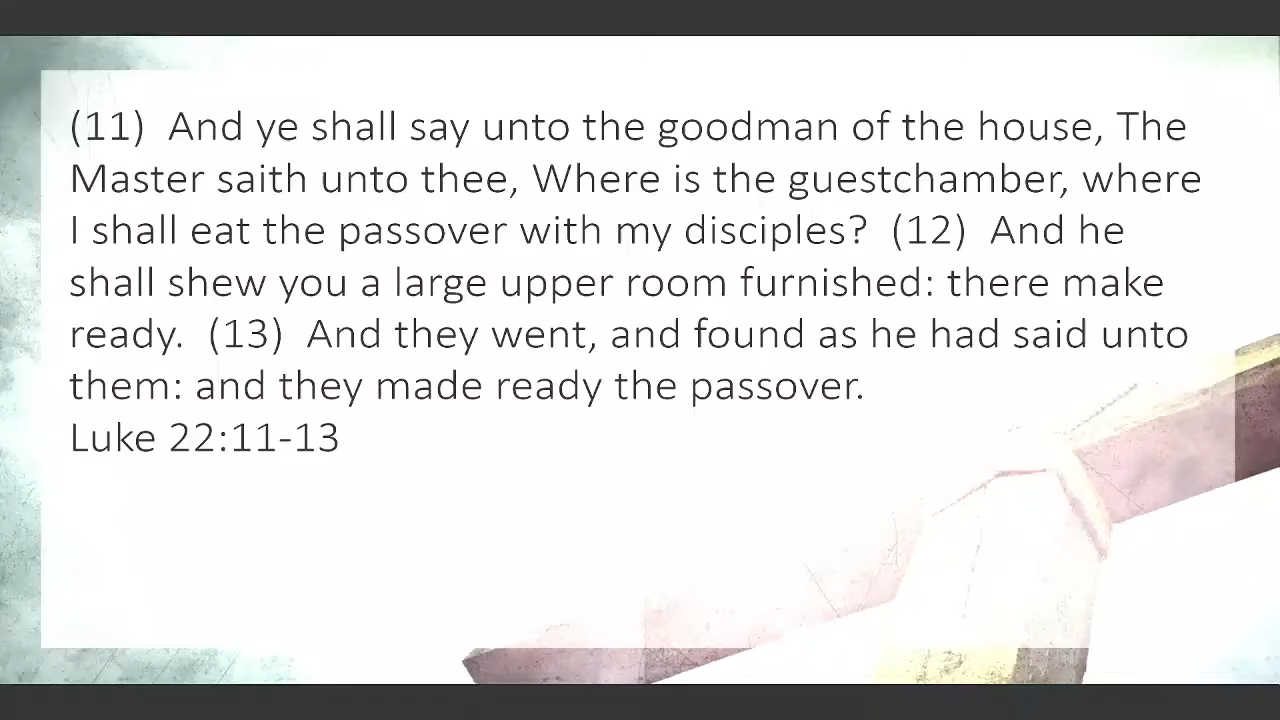 (11)  And ye shall say unto the goodman of the house, The
Master saith unto thee, Where is the guestchamber, where
I shall eat the passover with my disciples?  (12)  And he
shall shew you a large upper room furnished: there make
ready.  (13)  And they went, and found as he had said unto
them: and they made ready the passover.
Luke 22:11-13